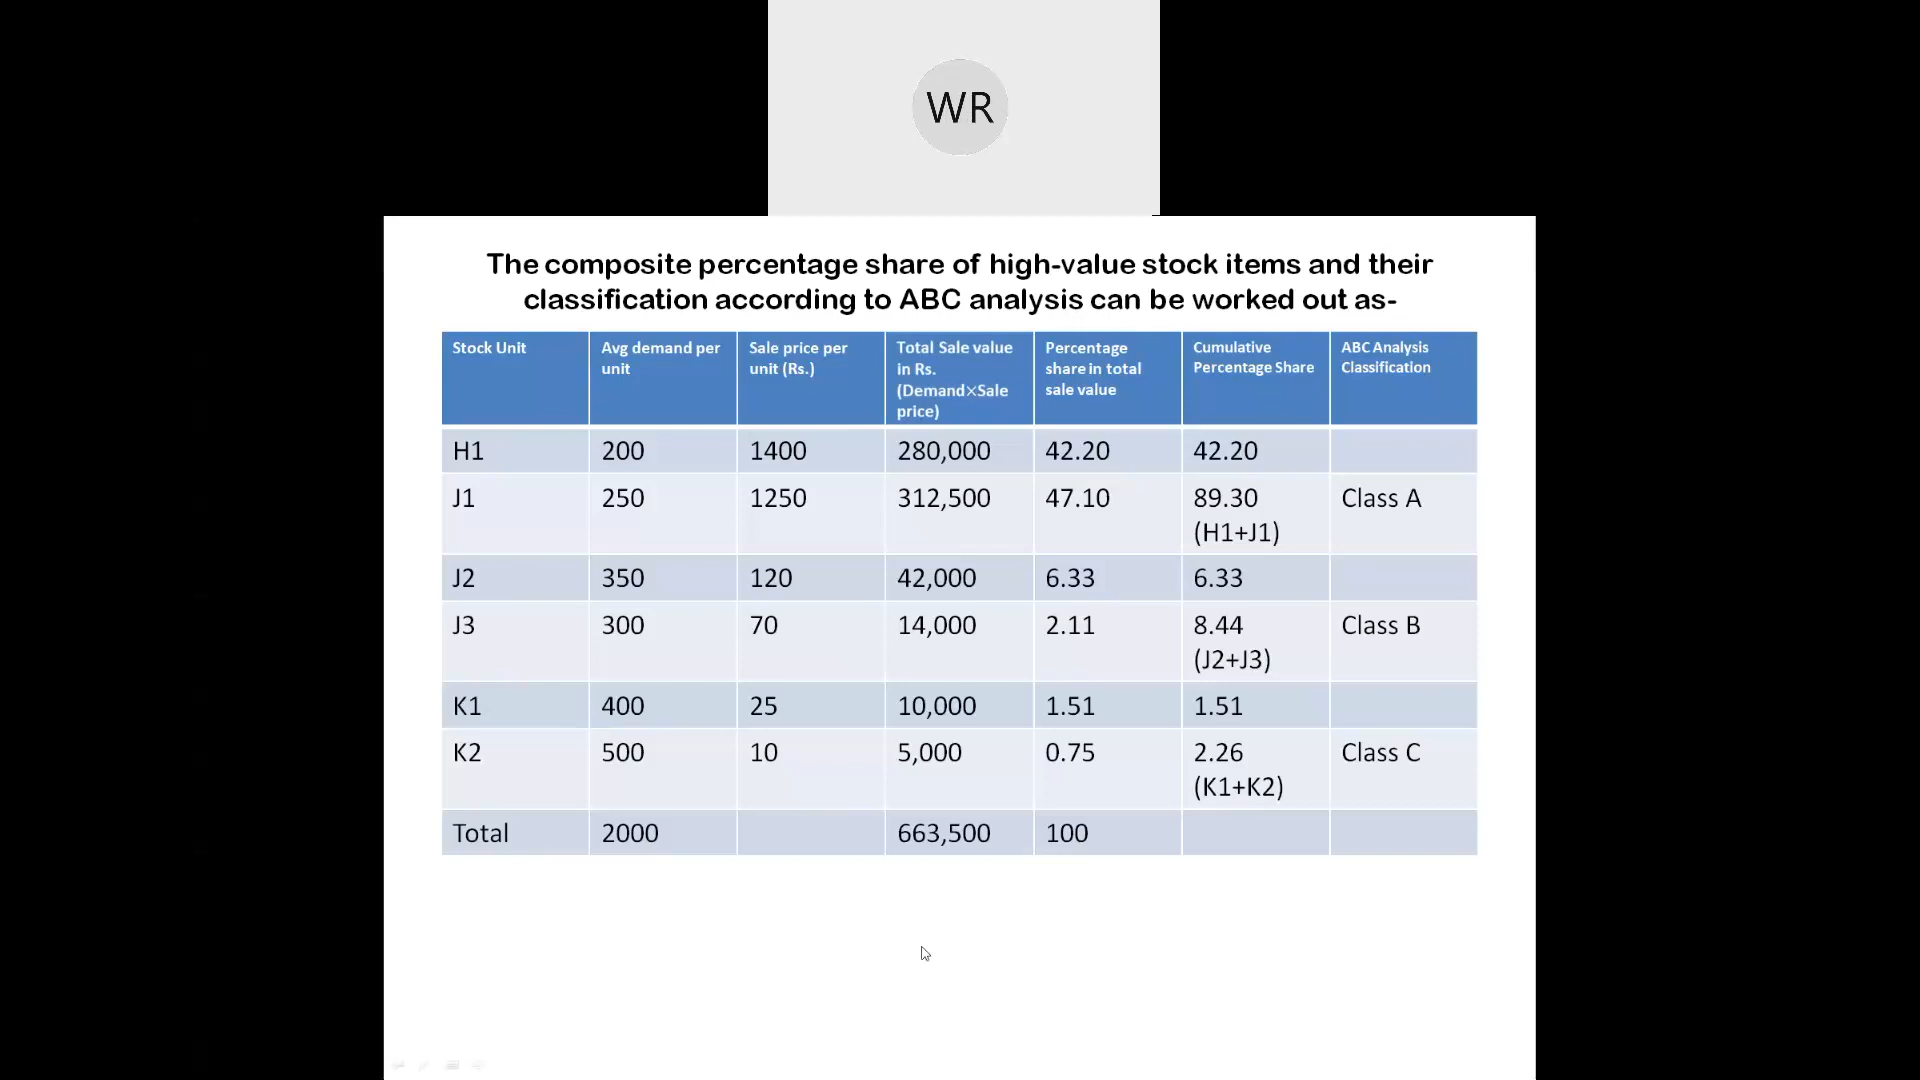 WR
The composite percentage share of high-value stock items and their
classification according to ABC analysis can be worked out as-
Stock Unit
Avg demand per
unit
Sale price per
unit (Rs.)
Total Sale value
in Rs.
(Demand×Sale
price)
Percentage
share in total
sale value
Cumulative
Percentage Share
ABC Analysis
Classification
H1 200 1400 280,000 42.20 42.20
J1 250 1250 312,500 47.10 89.30 Class A
(H1+J1)
J2 350 120 42,000 6.33 6.33
J3 300 70 14,000 2.11 8.44 Class B
(J2+J3)
K1 400 25 10,000 1.51 1.51
K2 500 10 5,000 0.75 2.26 Class C
(K1+K2)
Total 2000 663,500 100